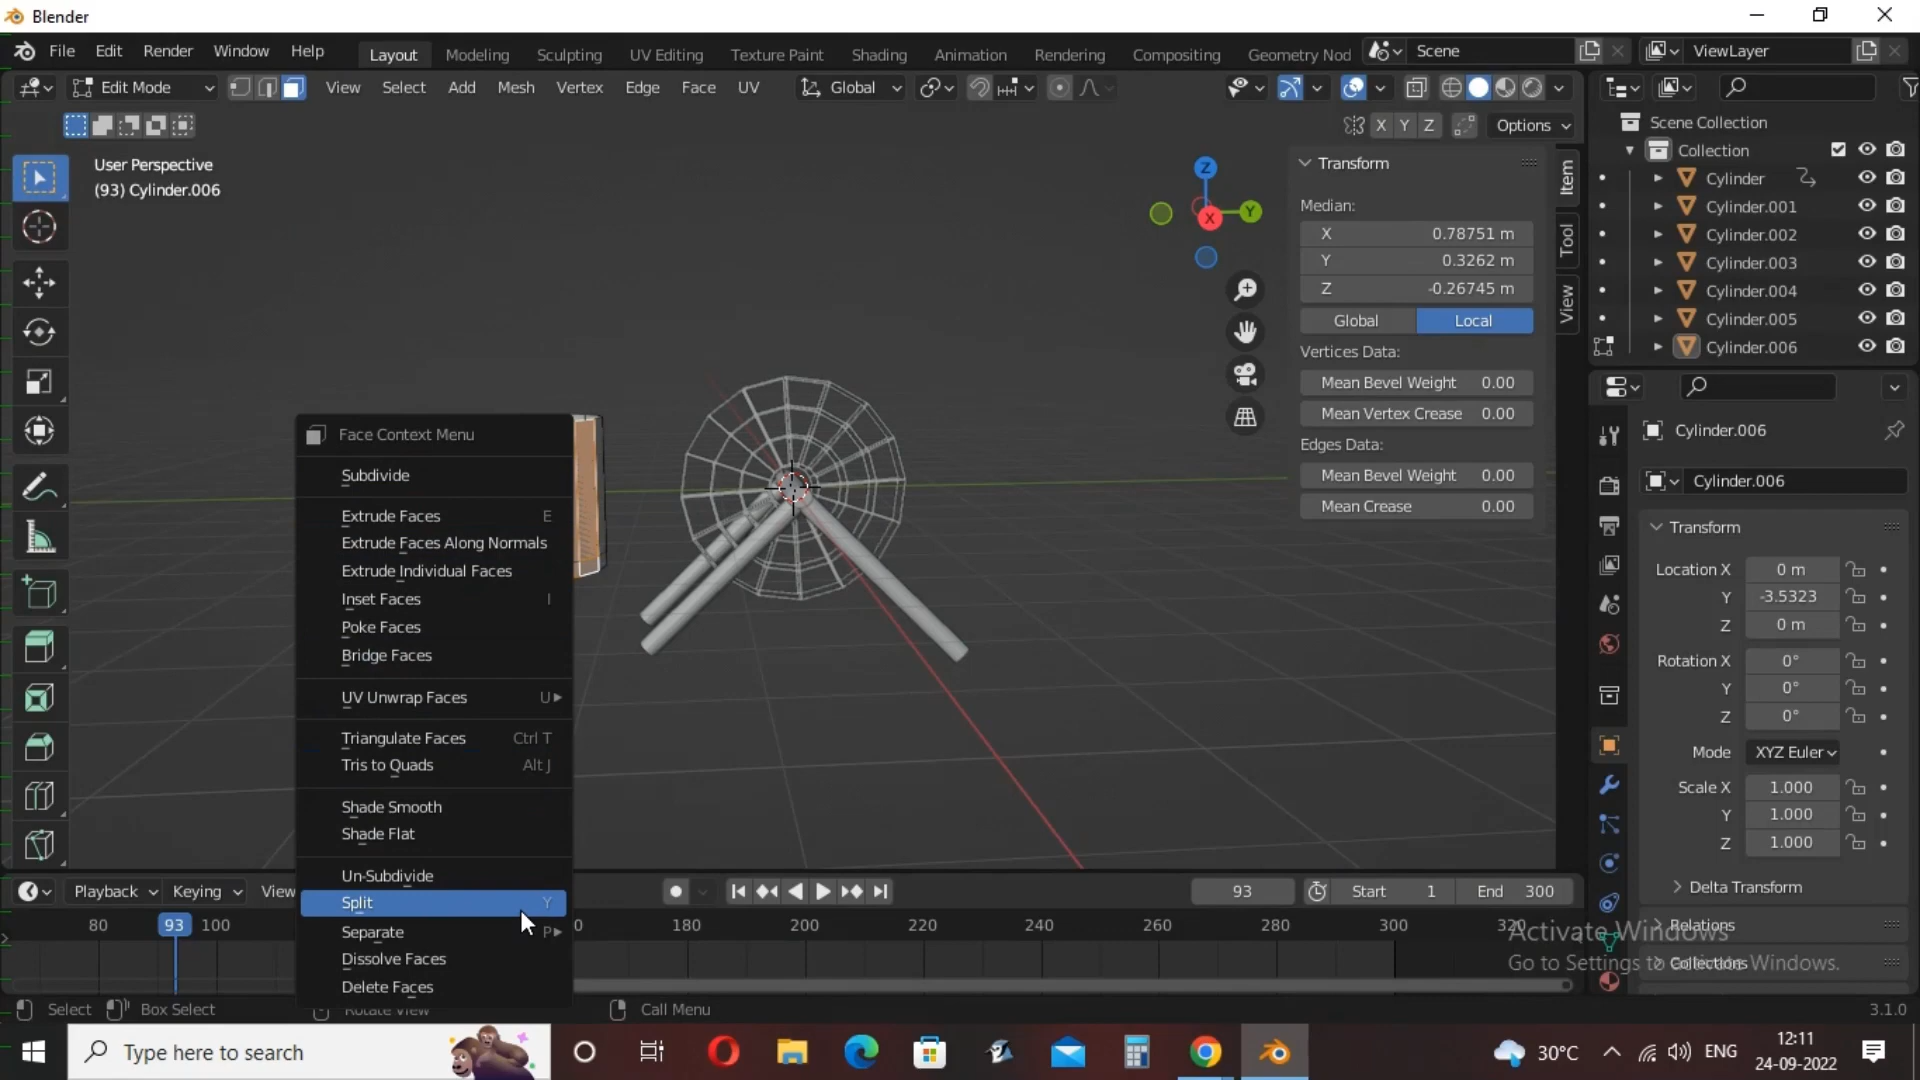 Blender
File Edit Render Window Help Layout Modeling Sculpting UV Editing Texture Paint Shading Animation Rendering Compositing Geometry Nod Scene ViewLayer
Edit Mode View Select Add Mesh Vertex Edge Face UV Global
X Y Z Options
User Perspective
(93) Cylinder.006
Z
Y
X
Transform
Median:
X 0.78751 m
Y 0.3262 m
Z -0.26745 m
Global Local
Vertices Data:
Mean Bevel Weight 0.00
Mean Vertex Crease 0.00
Edges Data:
Mean Bevel Weight 0.00
Mean Crease 0.00
Item
Tool
View
Scene Collection
Collection
Cylinder
Cylinder.001
Cylinder.002
Cylinder.003
Cylinder.004
Cylinder.005
Cylinder.006
Cylinder.006
Cylinder.006
Transform
Location X 0 m
Y -3.5323
Z 0 m
Rotation X 0°
Y 0°
Z 0°
Mode XYZ Euler
Scale X 1.000
Y 1.000
Z 1.000
Delta Transform
Relations
Collections
Face Context Menu
Subdivide
Extrude Faces E
Extrude Faces Along Normals
Extrude Individual Faces
Inset Faces I
Poke Faces
Bridge Faces
UV Unwrap Faces U
Triangulate Faces Ctrl T
Tris to Quads Alt J
Shade Smooth
Shade Flat
Un-Subdivide
Split Y
Separate P
Dissolve Faces
Delete Faces
Playback Keying View 93 Start 1 End 300
80 93 100 0 180 200 220 240 260 280 300 320
Activate Windows
Go to Settings to activate Windows.
Select Box Select Rotate View Call Menu 3.1.0
Type here to search 30°C ENG 12:11
24-09-2022